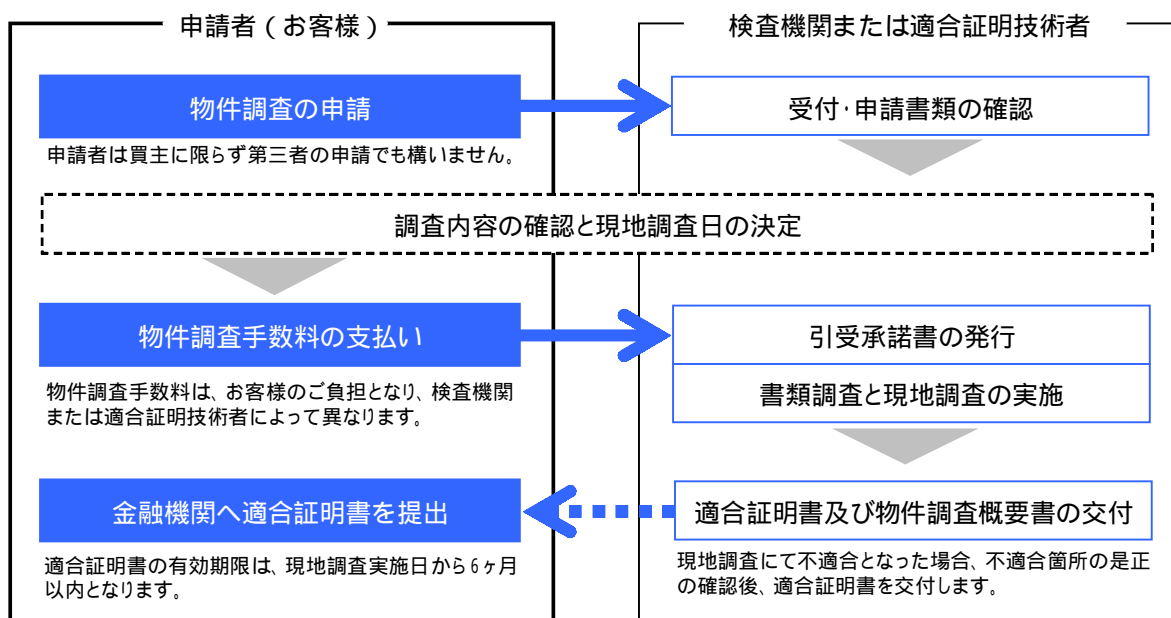 申請者（お客様）
検査機関または適合証明技術者
物件調査の申請
受付･申請書類の確認
申請者は買主に限らず第三者の申請でも構いません。
調査内容の確認と現地調査日の決定
物件調査手数料の支払い
引受承諾書の発行
書類調査と現地調査の実施
物件調査手数料は、お客様のご負担となり、検査機関
または適合証明技術者によって異なります。
金融機関へ適合証明書を提出
適合証明書及び物件調査概要書の交付
適合証明書の有効期限は、現地調査実施日から6ヶ月
以内となります。
現地調査にて不適合となった場合、不適合箇所の是正
の確認後、適合証明書を交付します。